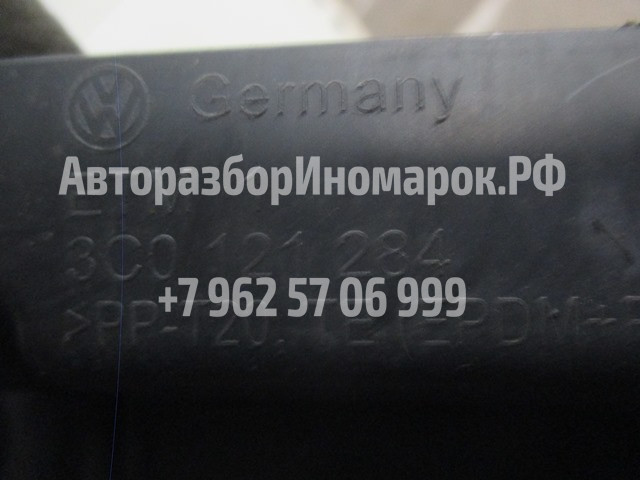 Germany
АвторазборИномарок.РФ
3C0 121 284
+7 962 57 06 999
>PP-T20,